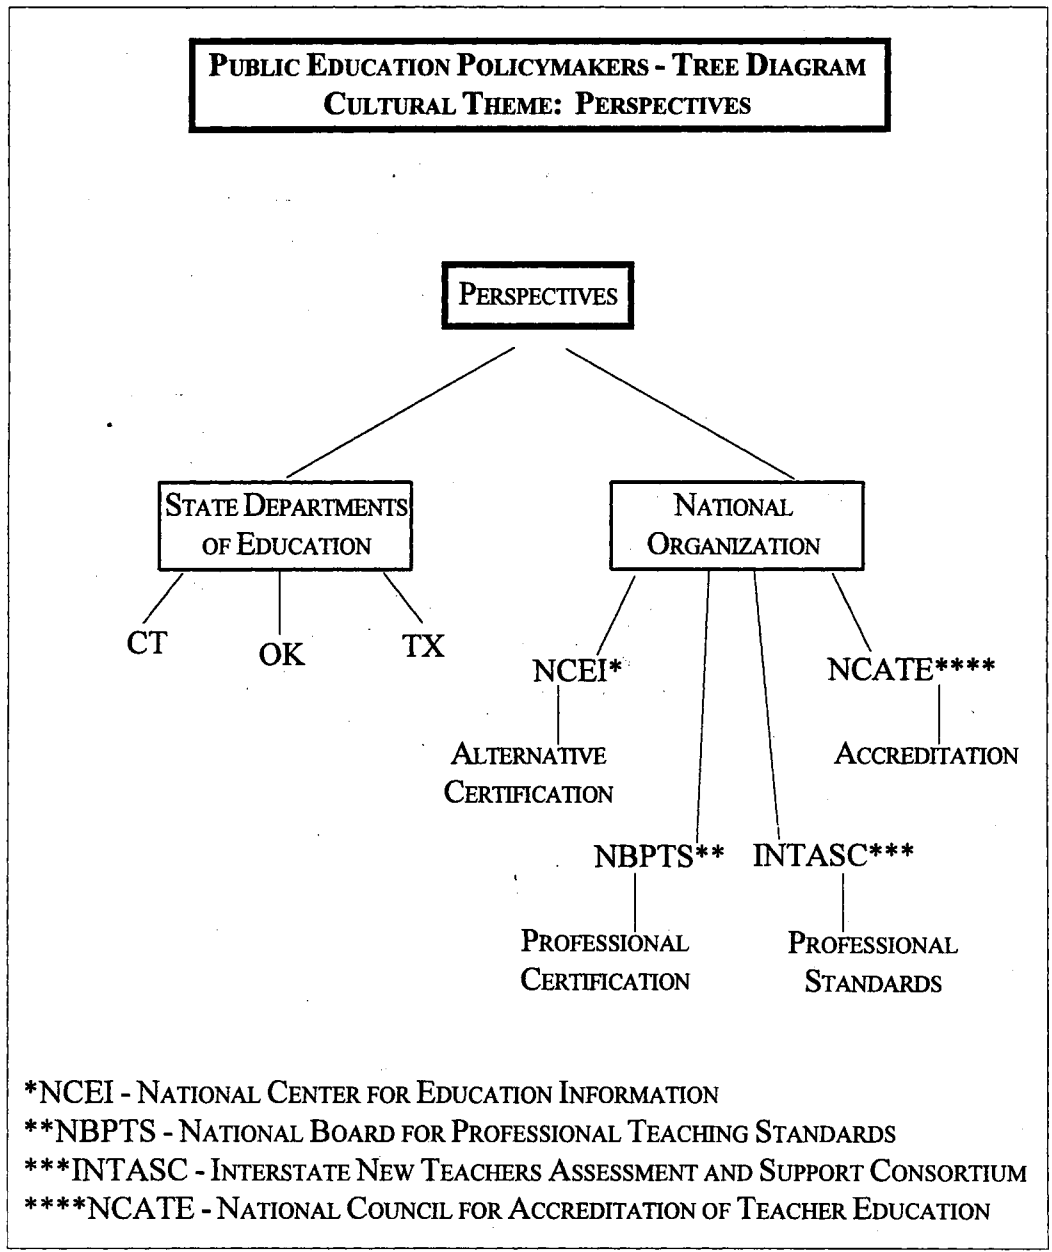 PUBLIC EDUCATION POLICYMAKERS - TREE DIAGRAM
CULTURAL THEME: PERSPECTIVES
PERSPECTIVES
STATE DEPARTMENTS
OF EDUCATION
NATIONAL
ORGANIZATION
CT
OK
TX
NCEI*
NCATE****
ALTERNATIVE
CERTIFICATION
ACCREDITATION
NBPTS**
INTASC***
PROFESSIONAL
CERTIFICATION
PROFESSIONAL
STANDARDS
*NCEI - NATIONAL CENTER FOR EDUCATION INFORMATION
**NBPTS - NATIONAL BOARD FOR PROFESSIONAL TEACHING STANDARDS
***INTASC - INTERSTATE NEW TEACHERS ASSESSMENT AND SUPPORT CONSORTIUM
****NCATE - NATIONAL COUNCIL FOR ACCREDITATION OF TEACHER EDUCATION